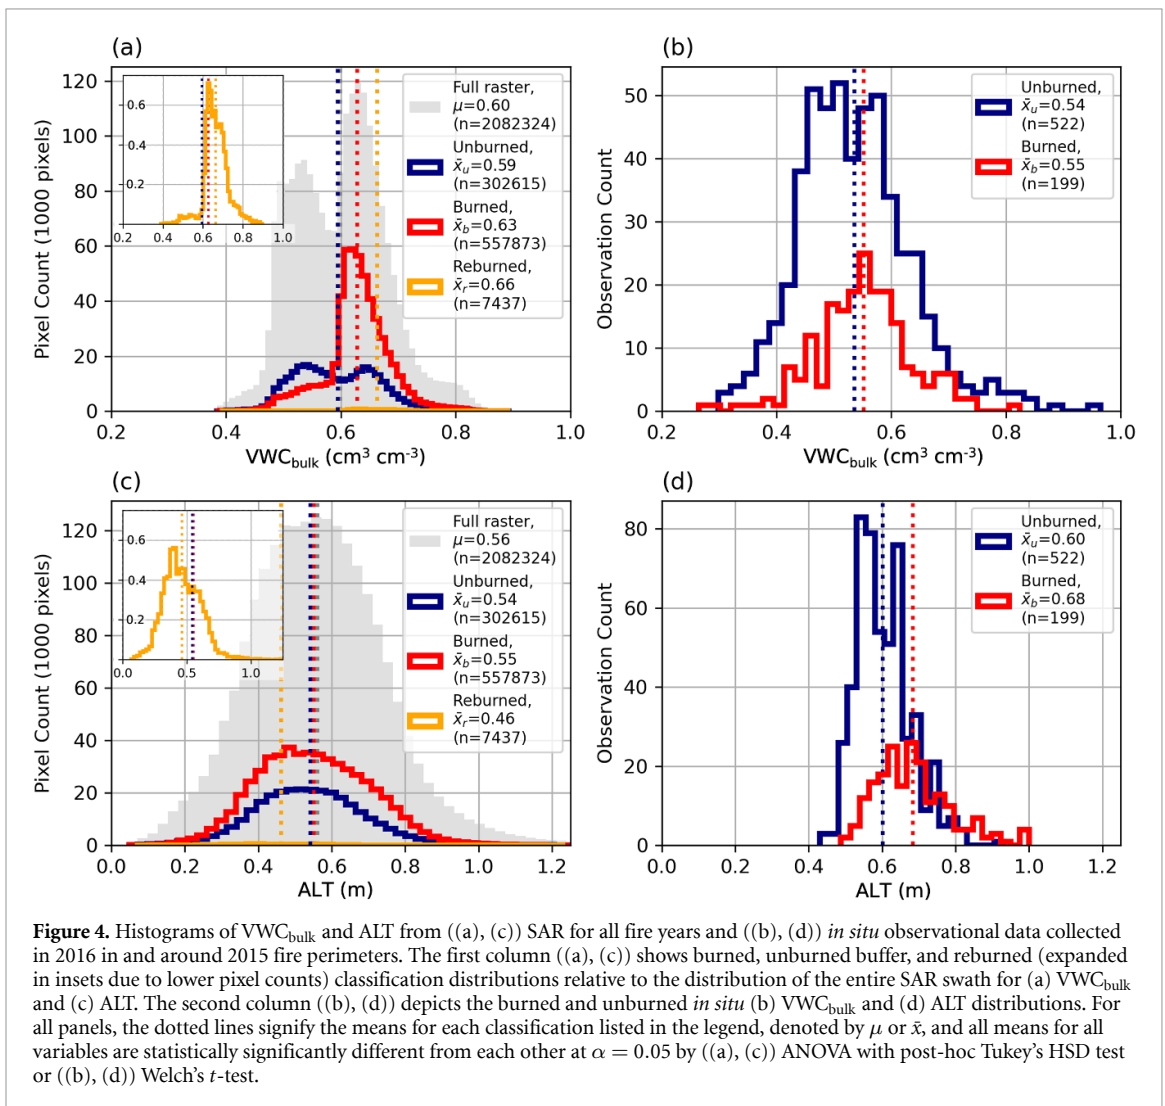 (a)
Pixel Count (1000 pixels)
120
100
80
60
40
20
0
0.2 0.4 0.6 0.8 1.0
VWCbulk (cm³ cm⁻³)
0.6
0.4
0.2
0.2 0.4 0.6 0.8 1.0
Full raster,
μ=0.60
(n=2082324)
Unburned,
x̄u=0.59
(n=302615)
Burned,
x̄b=0.63
(n=557873)
Reburned,
x̄r=0.66
(n=7437)
(b)
Observation Count
50
40
30
20
10
0
0.2 0.4 0.6 0.8 1.0
VWCbulk (cm³ cm⁻³)
Unburned,
x̄u=0.54
(n=522)
Burned,
x̄b=0.55
(n=199)
(c)
Pixel Count (1000 pixels)
120
100
80
60
40
20
0
0.0 0.2 0.4 0.6 0.8 1.0 1.2
ALT (m)
0.6
0.4
0.2
0.0 0.5 1.0
Full raster,
μ=0.56
(n=2082324)
Unburned,
x̄u=0.54
(n=302615)
Burned,
x̄b=0.55
(n=557873)
Reburned,
x̄r=0.46
(n=7437)
(d)
Observation Count
80
60
40
20
0
0.0 0.2 0.4 0.6 0.8 1.0 1.2
ALT (m)
Unburned,
x̄u=0.60
(n=522)
Burned,
x̄b=0.68
(n=199)
Figure 4. Histograms of VWCbulk and ALT from ((a), (c)) SAR for all fire years and ((b), (d)) in situ observational data collected
in 2016 in and around 2015 fire perimeters. The first column ((a), (c)) shows burned, unburned buffer, and reburned (expanded
in insets due to lower pixel counts) classification distributions relative to the distribution of the entire SAR swath for (a) VWCbulk
and (c) ALT. The second column ((b), (d)) depicts the burned and unburned in situ (b) VWCbulk and (d) ALT distributions. For
all panels, the dotted lines signify the means for each classification listed in the legend, denoted by μ or x̄, and all means for all
variables are statistically significantly different from each other at α = 0.05 by ((a), (c)) ANOVA with post-hoc Tukey's HSD test
or ((b), (d)) Welch's t-test.